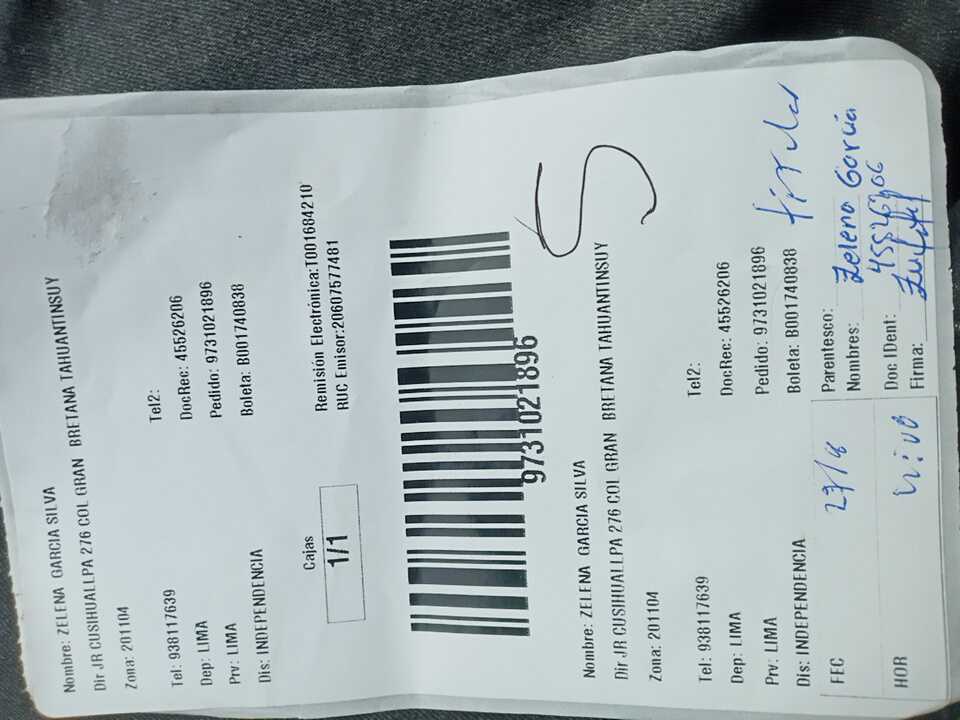 Nombre: ZELENA GARCIA SILVA
Dir JR CUSIHUALLPA 276 COL GRAN BRETANA TAHUANTINSUY
Zona: 201104
Tel: 938117639 Tel2:
Dep: LIMA DocRec: 45526206
Prv: LIMA Pedido: 9731021896
Dis: INDEPENDENCIA Boleta: B001740838
Cajas
1/1
Remisión Electrónica:T001684210
RUC Emisor:20607577481
9731021896
Nombre: ZELENA GARCIA SILVA
Dir JR CUSIHUALLPA 276 COL GRAN BRETANA TAHUANTINSUY
Zona: 201104
Tel: 938117639 Tel2:
Dep: LIMA DocRec: 45526206
Prv: LIMA Pedido: 9731021896
Dis: INDEPENDENCIA Boleta: B001740838
FEC 27/8 Parentesco:
Nombres: Zelena García
HOR Doc IDent:
Firma: